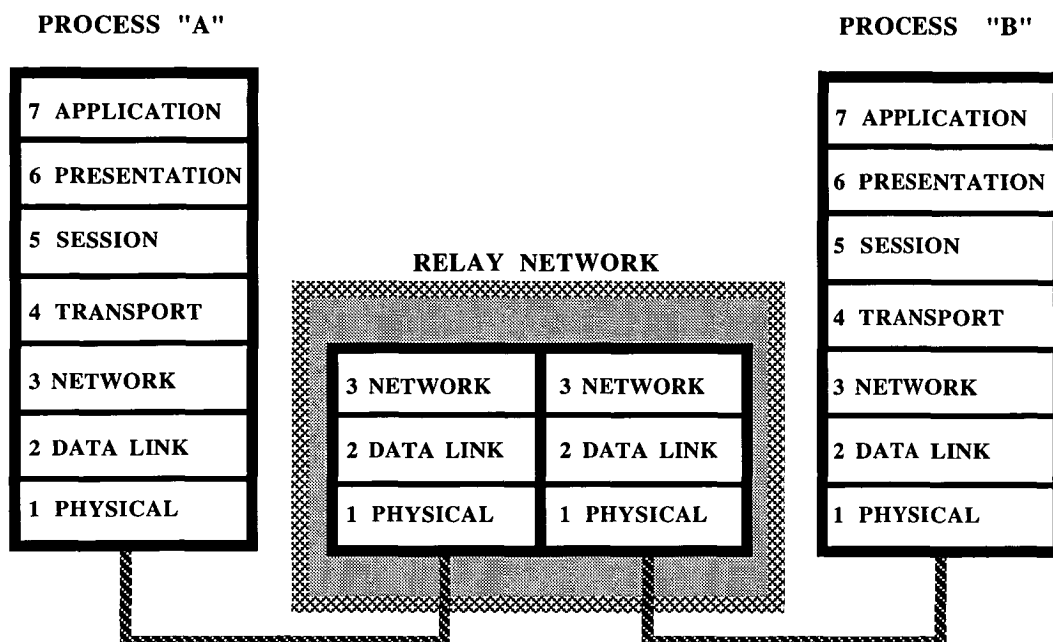 PROCESS "A"
7 APPLICATION
6 PRESENTATION
5 SESSION
4 TRANSPORT
3 NETWORK
2 DATA LINK
1 PHYSICAL
RELAY NETWORK
3 NETWORK
2 DATA LINK
1 PHYSICAL
3 NETWORK
2 DATA LINK
1 PHYSICAL
PROCESS "B"
7 APPLICATION
6 PRESENTATION
5 SESSION
4 TRANSPORT
3 NETWORK
2 DATA LINK
1 PHYSICAL